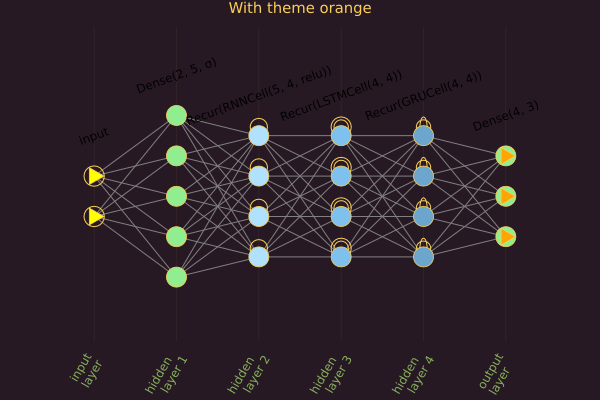 With theme orange
input
Dense(2, 5, σ)
Recur(RNNCell(5, 4, relu))
Recur(LSTMCell(4, 4))
Recur(GRUCell(4, 4))
Dense(4, 3)
input
layer
hidden
layer 1
hidden
layer 2
hidden
layer 3
hidden
layer 4
output
layer